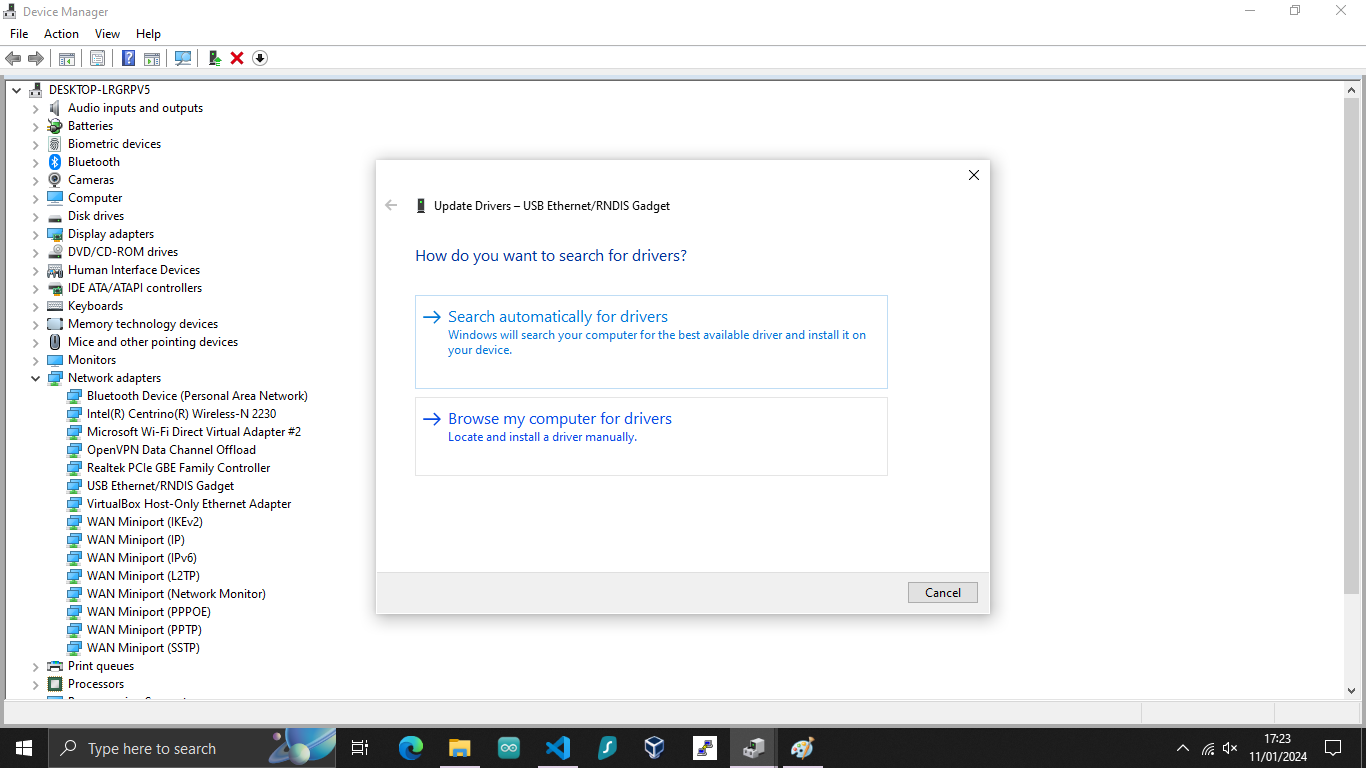 Device Manager
File Action View Help
DESKTOP-LRGRPV5
Audio inputs and outputs
Batteries
Biometric devices
Bluetooth
Cameras
Computer
Disk drives
Display adapters
DVD/CD-ROM drives
Human Interface Devices
IDE ATA/ATAPI controllers
Keyboards
Memory technology devices
Mice and other pointing devices
Monitors
Network adapters
Bluetooth Device (Personal Area Network)
Intel(R) Centrino(R) Wireless-N 2230
Microsoft Wi-Fi Direct Virtual Adapter #2
OpenVPN Data Channel Offload
Realtek PCIe GBE Family Controller
USB Ethernet/RNDIS Gadget
VirtualBox Host-Only Ethernet Adapter
WAN Miniport (IKEv2)
WAN Miniport (IP)
WAN Miniport (IPv6)
WAN Miniport (L2TP)
WAN Miniport (Network Monitor)
WAN Miniport (PPPOE)
WAN Miniport (PPTP)
WAN Miniport (SSTP)
Print queues
Processors
Update Drivers – USB Ethernet/RNDIS Gadget
How do you want to search for drivers?
Search automatically for drivers
Windows will search your computer for the best available driver and install it on
your device.
Browse my computer for drivers
Locate and install a driver manually.
Cancel
Type here to search
17:23
11/01/2024